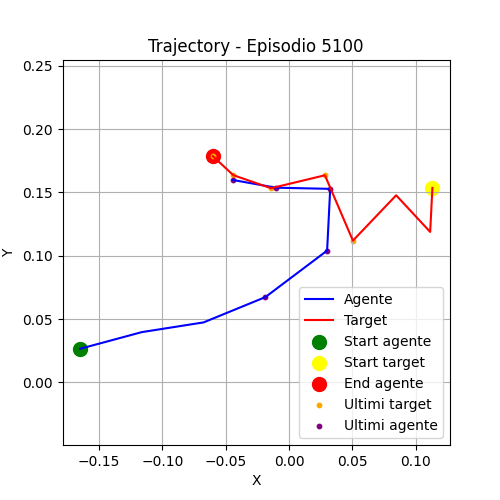 Trajectory - Episodio 5100
0.25
0.20
0.15
0.10
0.05
0.00
Y
−0.15
−0.10
−0.05
0.00
0.05
0.10
X
Agente
Target
Start agente
Start target
End agente
Ultimi target
Ultimi agente